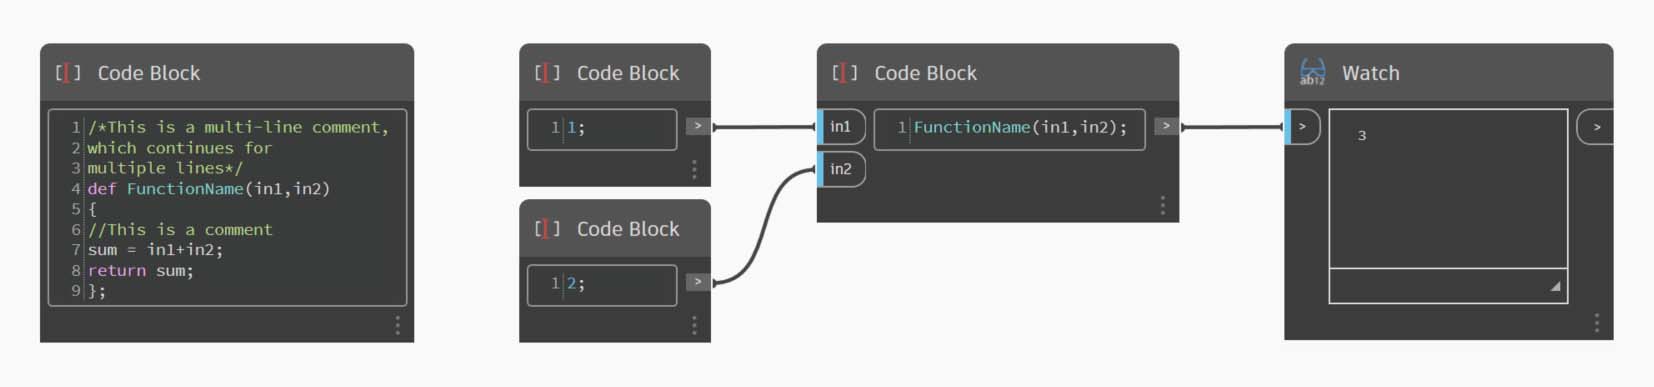 Code Block
1 /*This is a multi-line comment,
2 which continues for
3 multiple lines*/
4 def FunctionName(in1,in2)
5 {
6 //This is a comment
7 sum = in1+in2;
8 return sum;
9 };
Code Block
1 1;
>
Code Block
1 2;
>
Code Block
in1
in2
1 FunctionName(in1,in2);
>
ab12
Watch
>
3
>